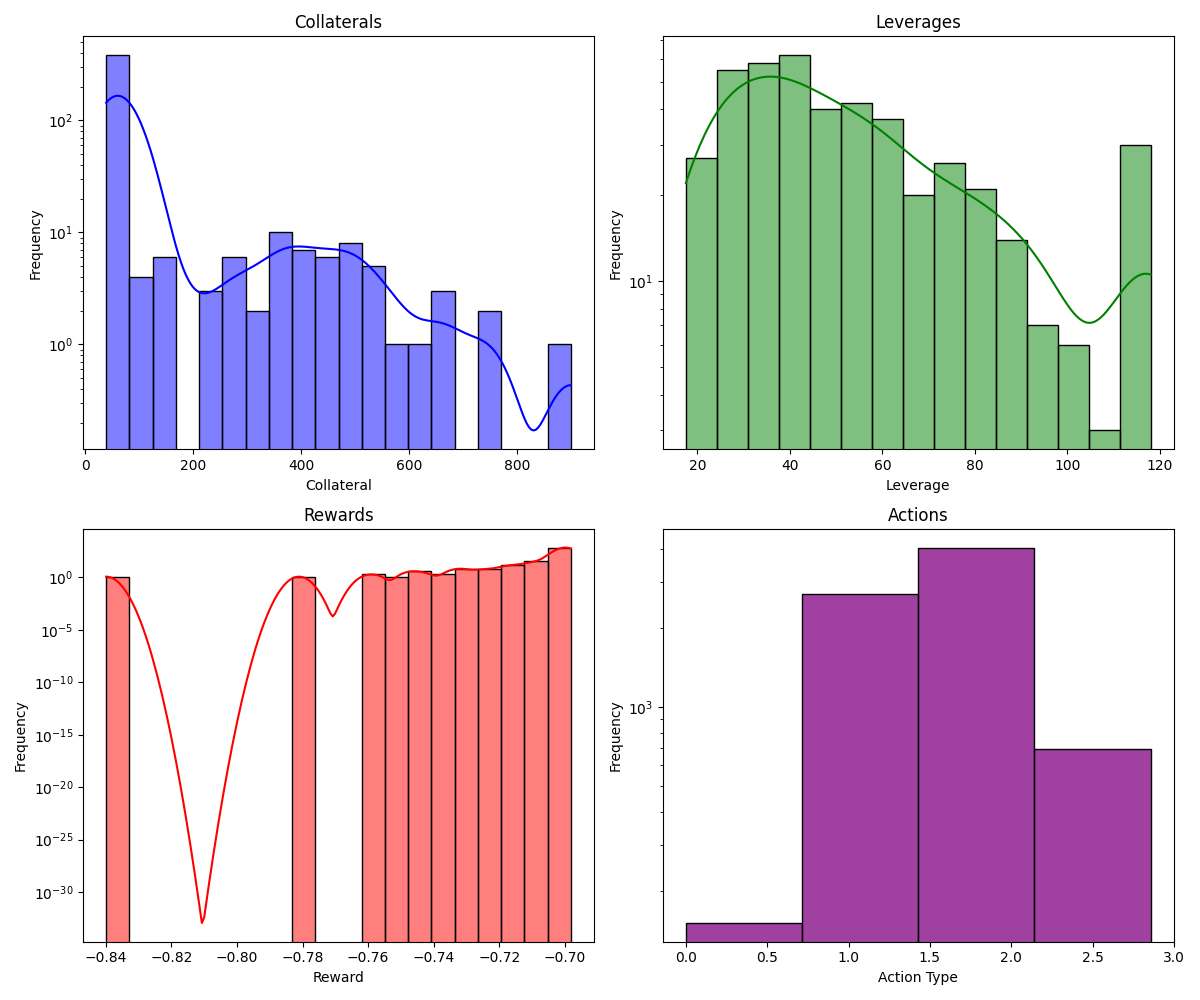 Collaterals
Frequency
10²
10¹
10⁰
0 200 400 600 800
Collateral
Leverages
Frequency
10¹
20 40 60 80 100 120
Leverage
Rewards
Frequency
10⁰
10⁻⁵
10⁻¹⁰
10⁻¹⁵
10⁻²⁰
10⁻²⁵
10⁻³⁰
−0.84 −0.82 −0.80 −0.78 −0.76 −0.74 −0.72 −0.70
Reward
Actions
Frequency
10³
0.0 0.5 1.0 1.5 2.0 2.5 3.0
Action Type